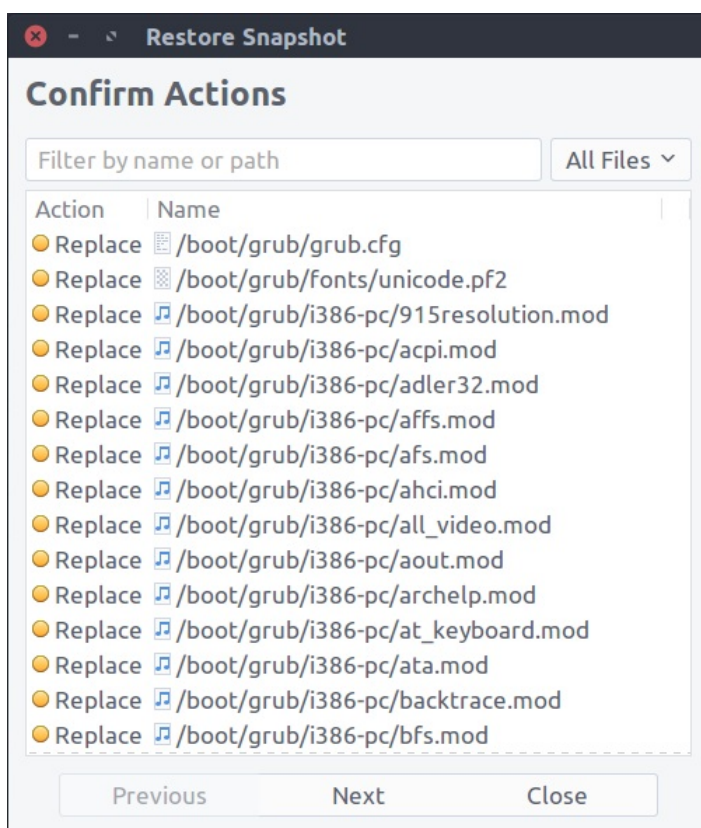 Restore Snapshot
Confirm Actions
Filter by name or path All Files
Action Name
Replace /boot/grub/grub.cfg
Replace /boot/grub/fonts/unicode.pf2
Replace /boot/grub/i386-pc/915resolution.mod
Replace /boot/grub/i386-pc/acpi.mod
Replace /boot/grub/i386-pc/adler32.mod
Replace /boot/grub/i386-pc/affs.mod
Replace /boot/grub/i386-pc/afs.mod
Replace /boot/grub/i386-pc/ahci.mod
Replace /boot/grub/i386-pc/all_video.mod
Replace /boot/grub/i386-pc/aout.mod
Replace /boot/grub/i386-pc/archelp.mod
Replace /boot/grub/i386-pc/at_keyboard.mod
Replace /boot/grub/i386-pc/ata.mod
Replace /boot/grub/i386-pc/backtrace.mod
Replace /boot/grub/i386-pc/bfs.mod
Previous Next Close